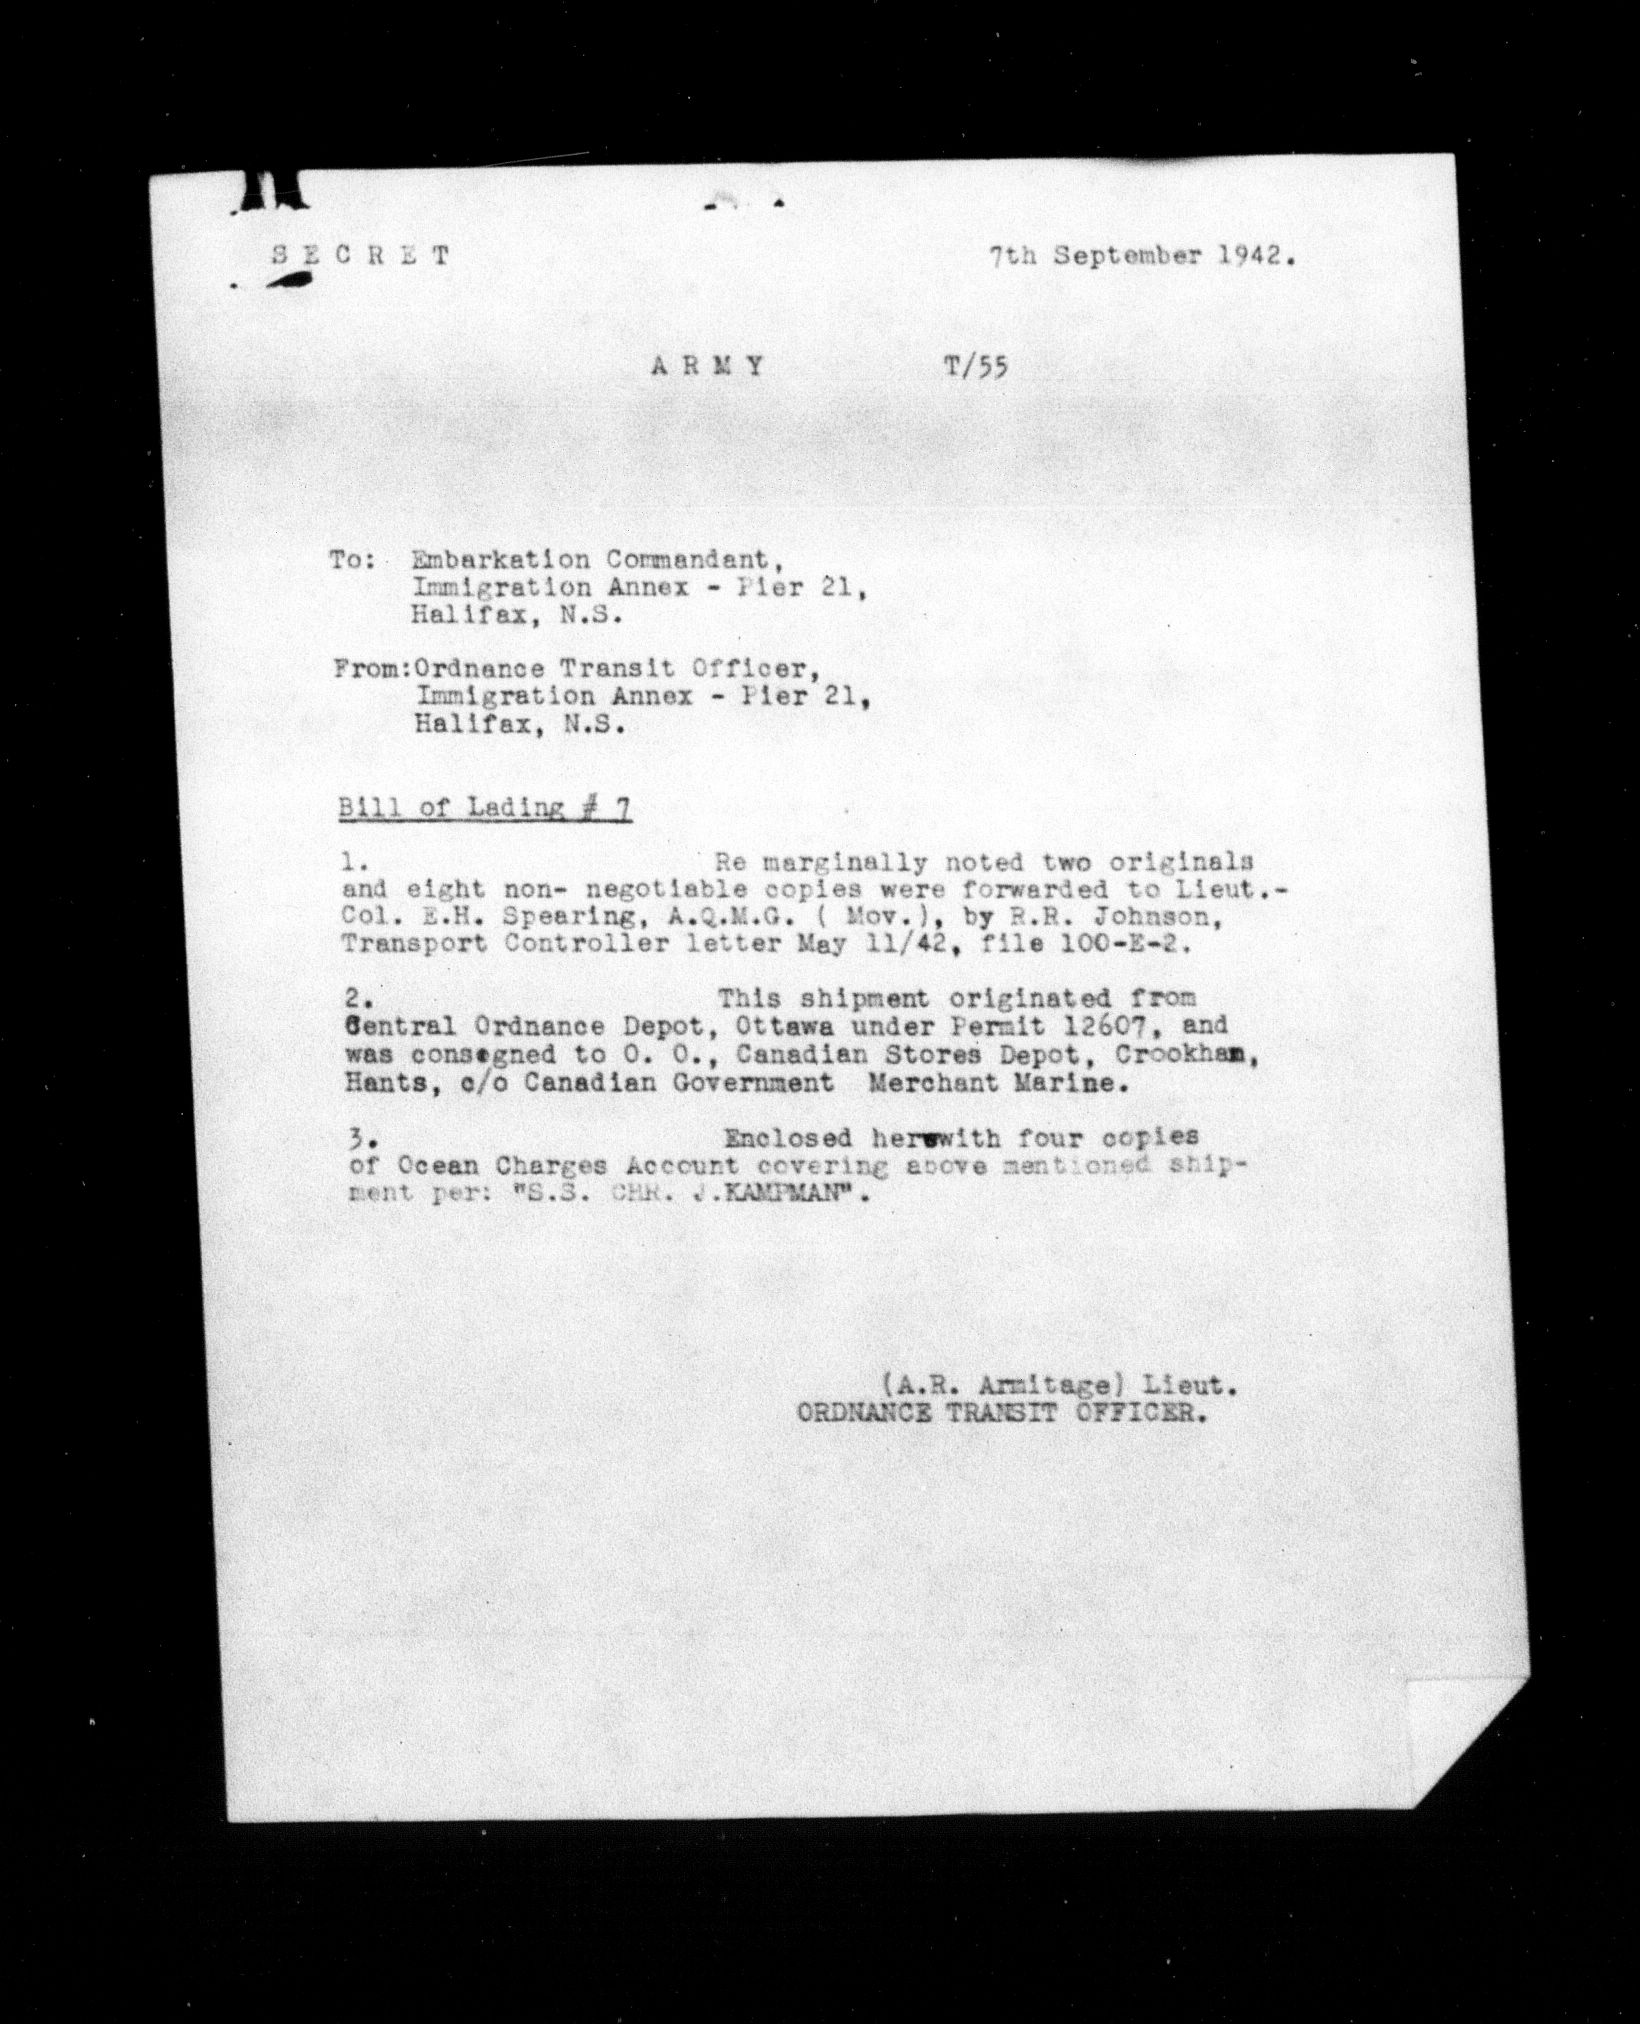 S E C R E T 7th September 1942.
A R M Y T/55
To: Embarkation Commandant,
Immigration Annex - Pier 21,
Halifax, N.S.
From:Ordnance Transit Officer,
Immigration Annex - Pier 21,
Halifax, N.S.
Bill of Lading # 7
1. Re marginally noted two originals
and eight non- negotiable copies were forwarded to Lieut.-
Col. E.H. Spearing, A.Q.M.G. ( Mov.), by R.R. Johnson,
Transport Controller letter May 11/42, file 100-E-2.
2. This shipment originated from
Central Ordnance Depot, Ottawa under Permit 12607, and
was consigned to O. O., Canadian Stores Depot, Crookham,
Hants, c/o Canadian Government Merchant Marine.
3. Enclosed herewith four copies
of Ocean Charges Account covering above mentioned ship-
ment per: "S.S. CHR. J.KAMPMAN".
(A.R. Armitage) Lieut.
ORDNANCE TRANSIT OFFICER.